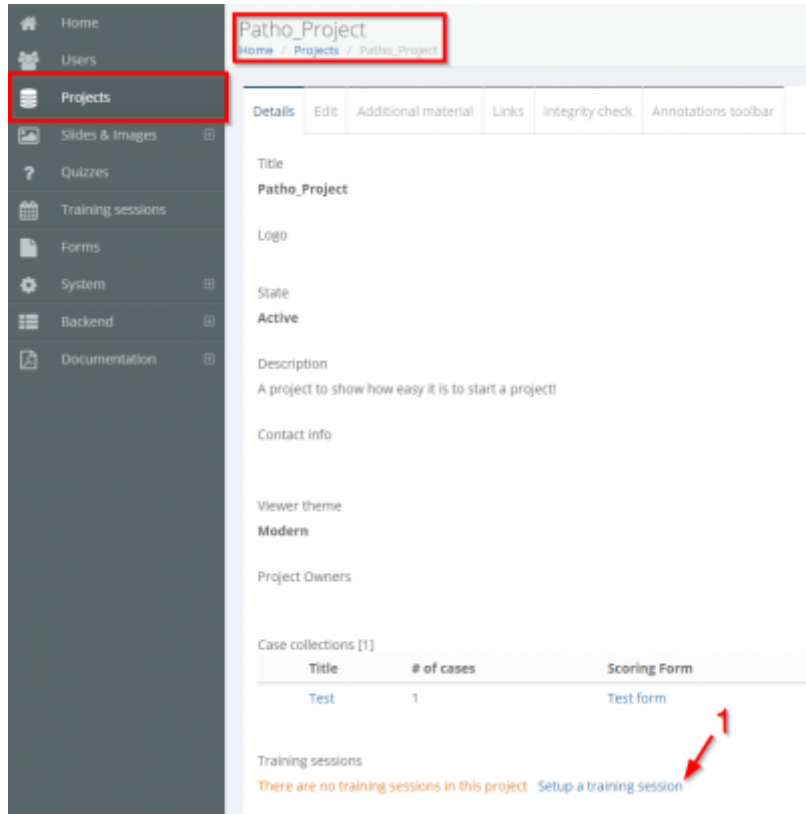 Home
Users
Projects
Slides & Images
Quizzes
Training sessions
Forms
System
Backend
Documentation
Patho_Project
Home / Projects / Patho_Project
Details Edit Additional material Links Integrity check Annotations toolbar
Title
Patho_Project
Logo
State
Active
Description
A project to show how easy it is to start a project!
Contact info
Viewer theme
Modern
Project Owners
Case collections [1]
Title # of cases Scoring Form
Test 1 Test form
1
Training sessions
There are no training sessions in this project Setup a training session